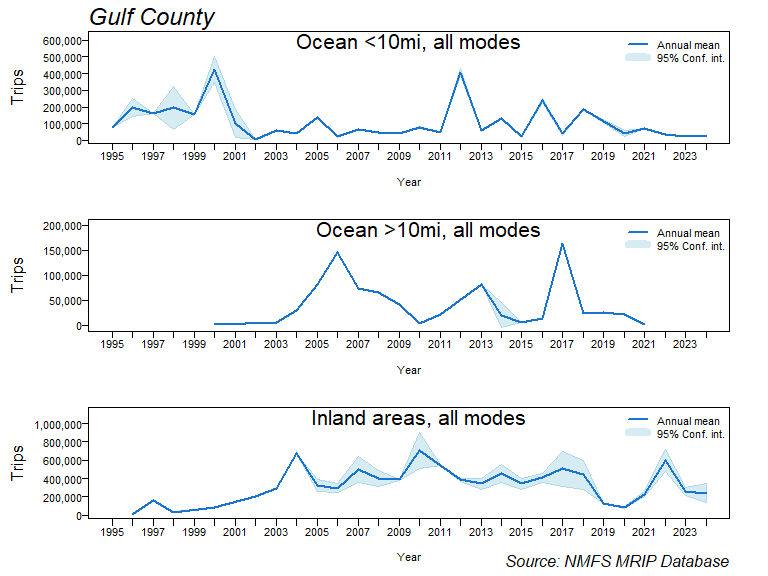 Gulf County
Ocean <10mi, all modes
Annual mean
95% Conf. int.
Trips
600,000
500,000
400,000
300,000
200,000
100,000
0
1995 1997 1999 2001 2003 2005 2007 2009 2011 2013 2015 2017 2019 2021 2023
Year
Ocean >10mi, all modes
Annual mean
95% Conf. int.
Trips
200,000
150,000
100,000
50,000
0
1995 1997 1999 2001 2003 2005 2007 2009 2011 2013 2015 2017 2019 2021 2023
Year
Inland areas, all modes
Annual mean
95% Conf. int.
Trips
1,000,000
800,000
600,000
400,000
200,000
0
1995 1997 1999 2001 2003 2005 2007 2009 2011 2013 2015 2017 2019 2021 2023
Year
Source: NMFS MRIP Database